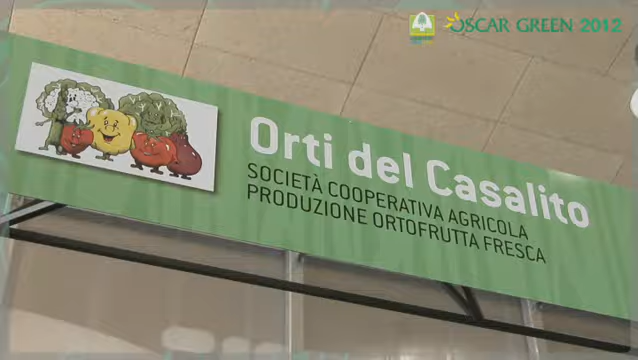 OSCAR GREEN 2012
Orti del Casalito
SOCIETÀ COOPERATIVA AGRICOLA
PRODUZIONE ORTOFRUTTA FRESCA